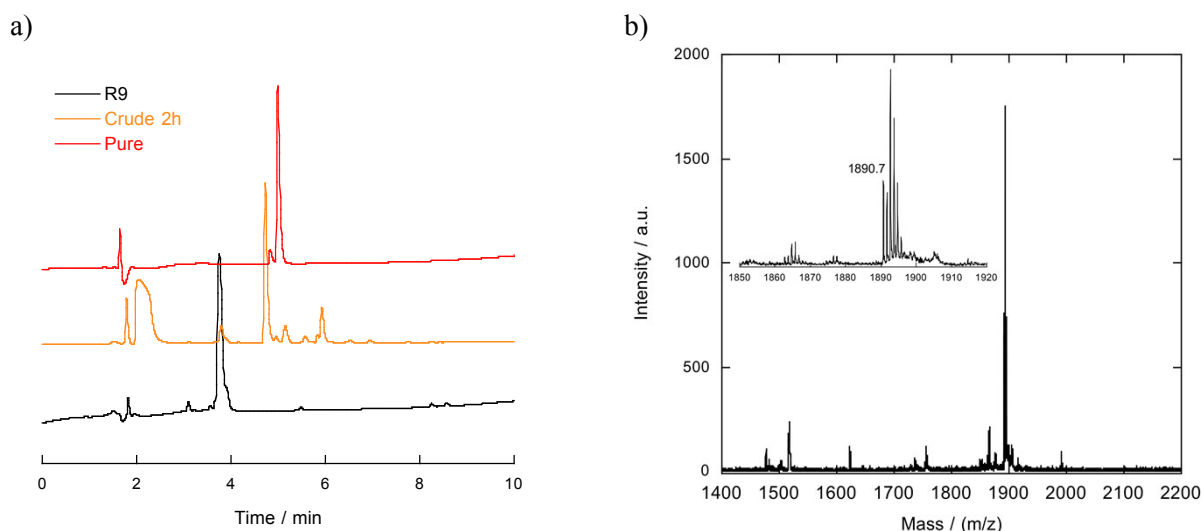 a)
R9
Crude 2h
Pure
0 2 4 6 8 10
Time / min
b)
2000
1500
1000
500
0
Intensity / a.u.
1890.7
1850 1860 1870 1880 1890 1900 1910 1920
1400 1500 1600 1700 1800 1900 2000 2100 2200
Mass / (m/z)